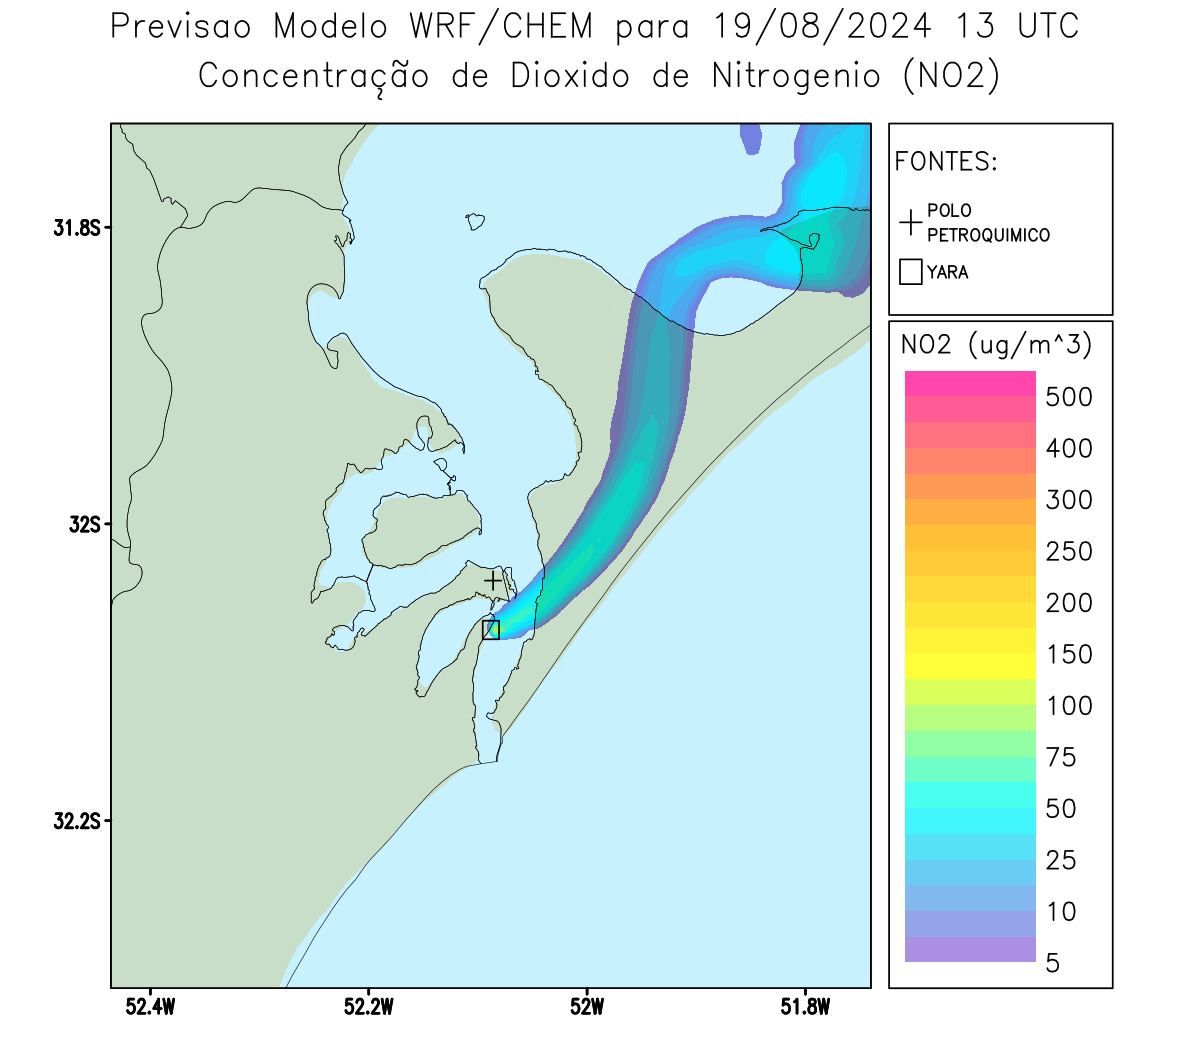 Previsao Modelo WRF/CHEM para 19/08/2024 13 UTC
Concentração de Dioxido de Nitrogenio (NO2)
FONTES:
POLO
PETROQUIMICO
YARA
NO2 (ug/m^3)
500
400
300
250
200
150
100
75
50
25
10
5
31.8S
32S
32.2S
52.4W
52.2W
52W
51.8W